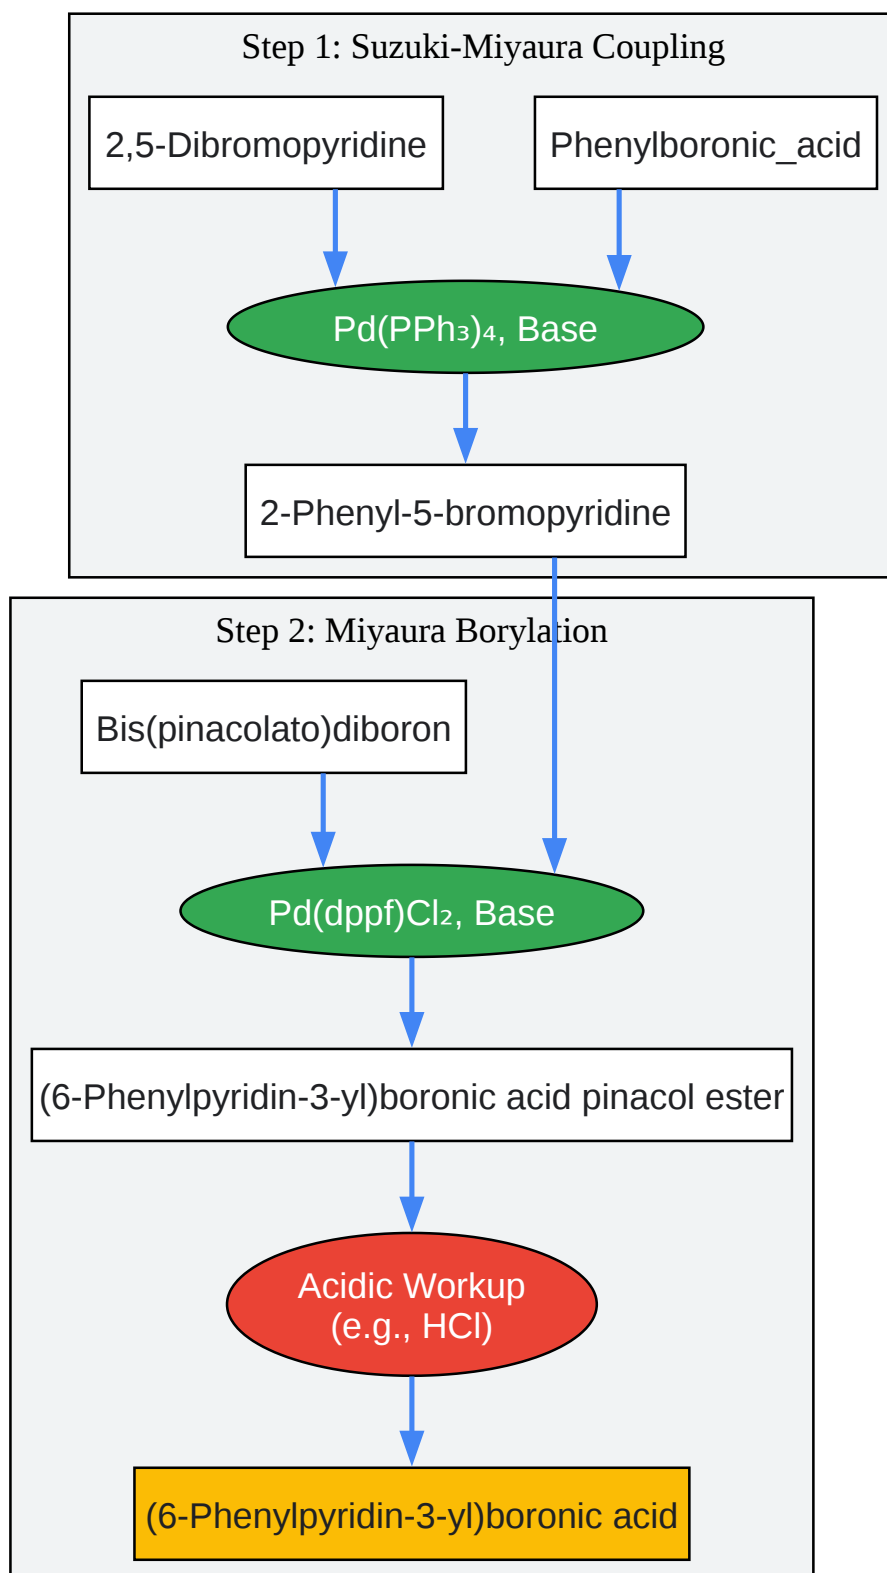 Step 1: Suzuki-Miyaura Coupling
2,5-Dibromopyridine
Phenylboronic_acid
Pd(PPh₃)₄, Base
2-Phenyl-5-bromopyridine
Step 2: Miyaura Borylation
Bis(pinacolato)diboron
Pd(dppf)Cl₂, Base
(6-Phenylpyridin-3-yl)boronic acid pinacol ester
Acidic Workup
(e.g., HCl)
(6-Phenylpyridin-3-yl)boronic acid